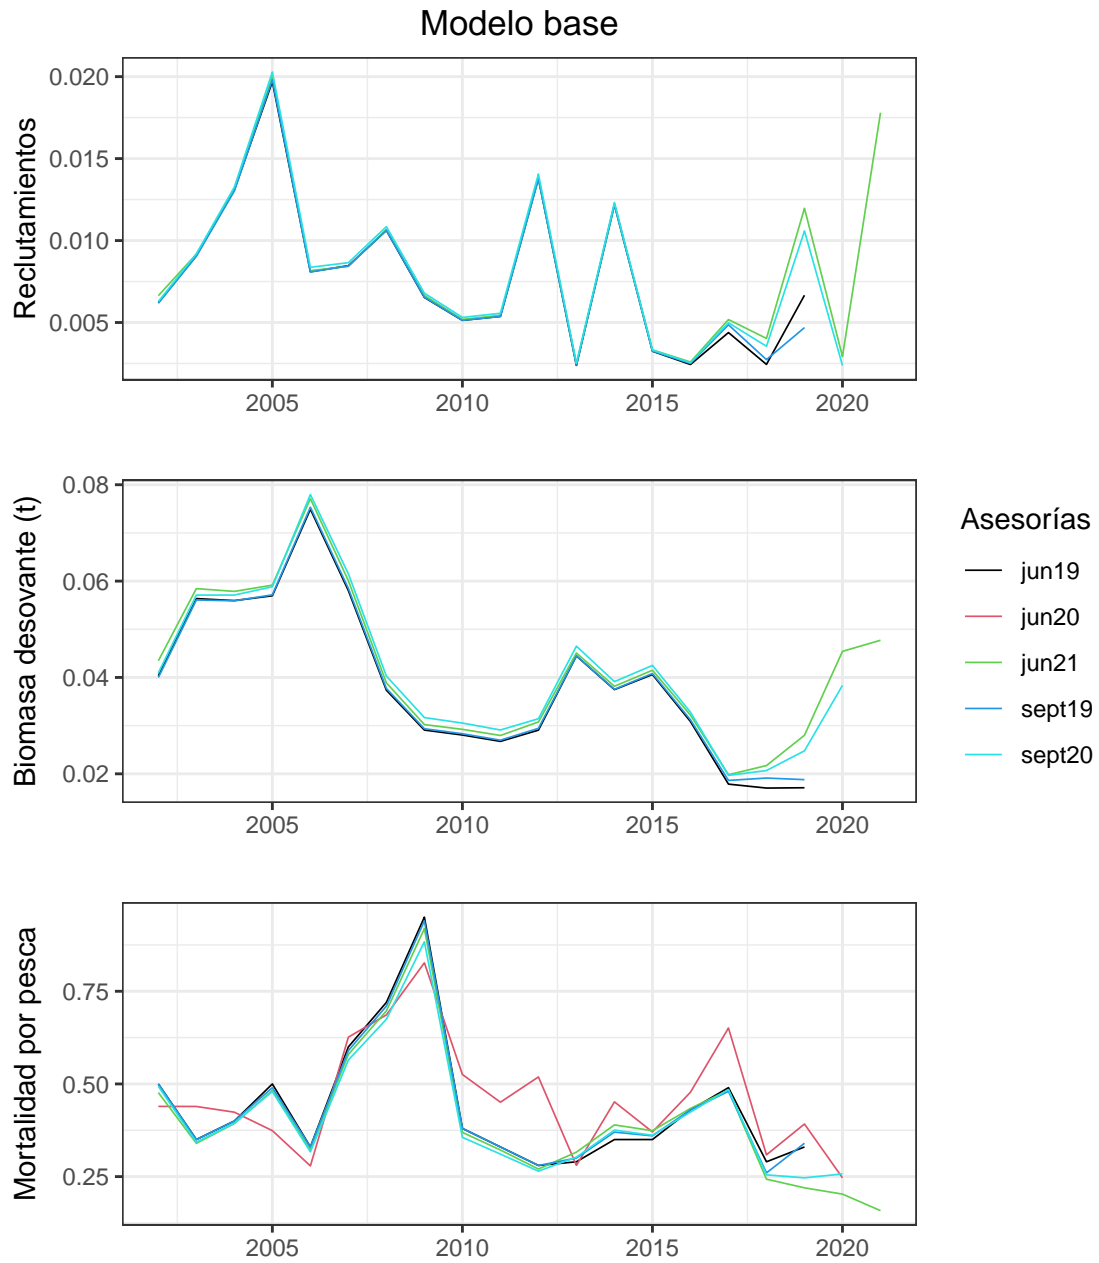 Modelo base
Reclutamientos
0.020
0.015
0.010
0.005
2005 2010 2015 2020
Biomasa desovante (t)
0.08
0.06
0.04
0.02
2005 2010 2015 2020
Asesorías
jun19
jun20
jun21
sept19
sept20
Mortalidad por pesca
0.75
0.50
0.25
2005 2010 2015 2020